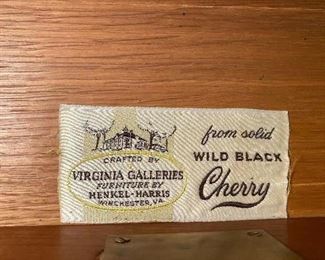 CRAFTED BY
VIRGINIA GALLERIES
FURNITURE BY
HENKEL-HARRIS
WINCHESTER, VA.
from solid
WILD BLACK
Cherry